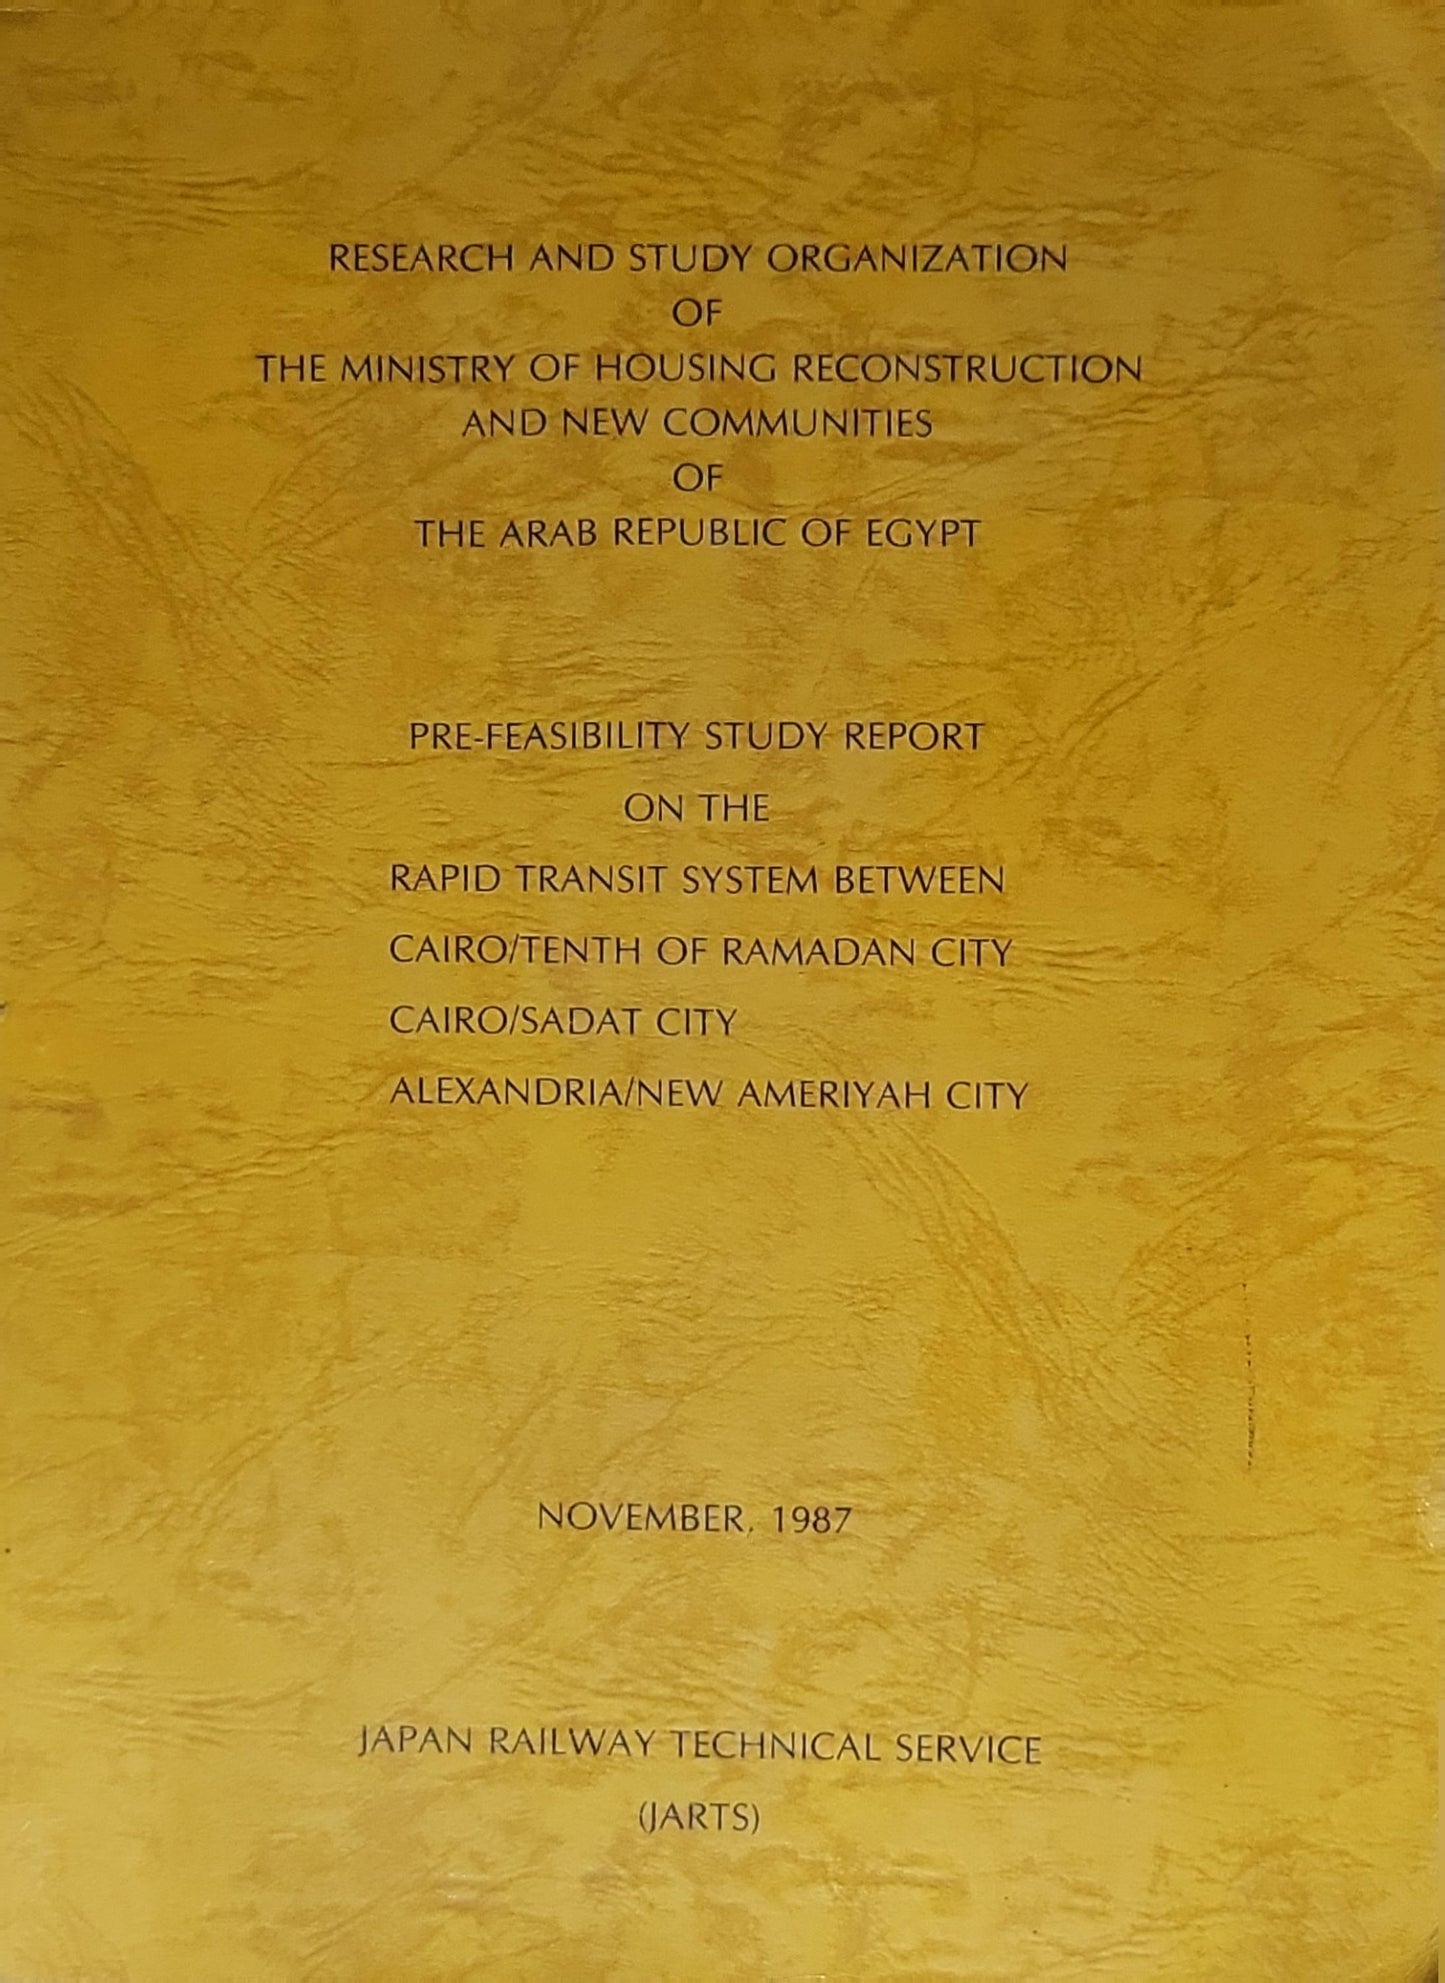 RESEARCH AND STUDY ORGANIZATION
OF
THE MINISTRY OF HOUSING RECONSTRUCTION
AND NEW COMMUNITIES
OF
THE ARAB REPUBLIC OF EGYPT
PRE-FEASIBILITY STUDY REPORT
ON THE
RAPID TRANSIT SYSTEM BETWEEN
CAIRO/TENTH OF RAMADAN CITY
CAIRO/SADAT CITY
ALEXANDRIA/NEW AMERIYAH CITY
NOVEMBER, 1987
JAPAN RAILWAY TECHNICAL SERVICE
(JARTS)